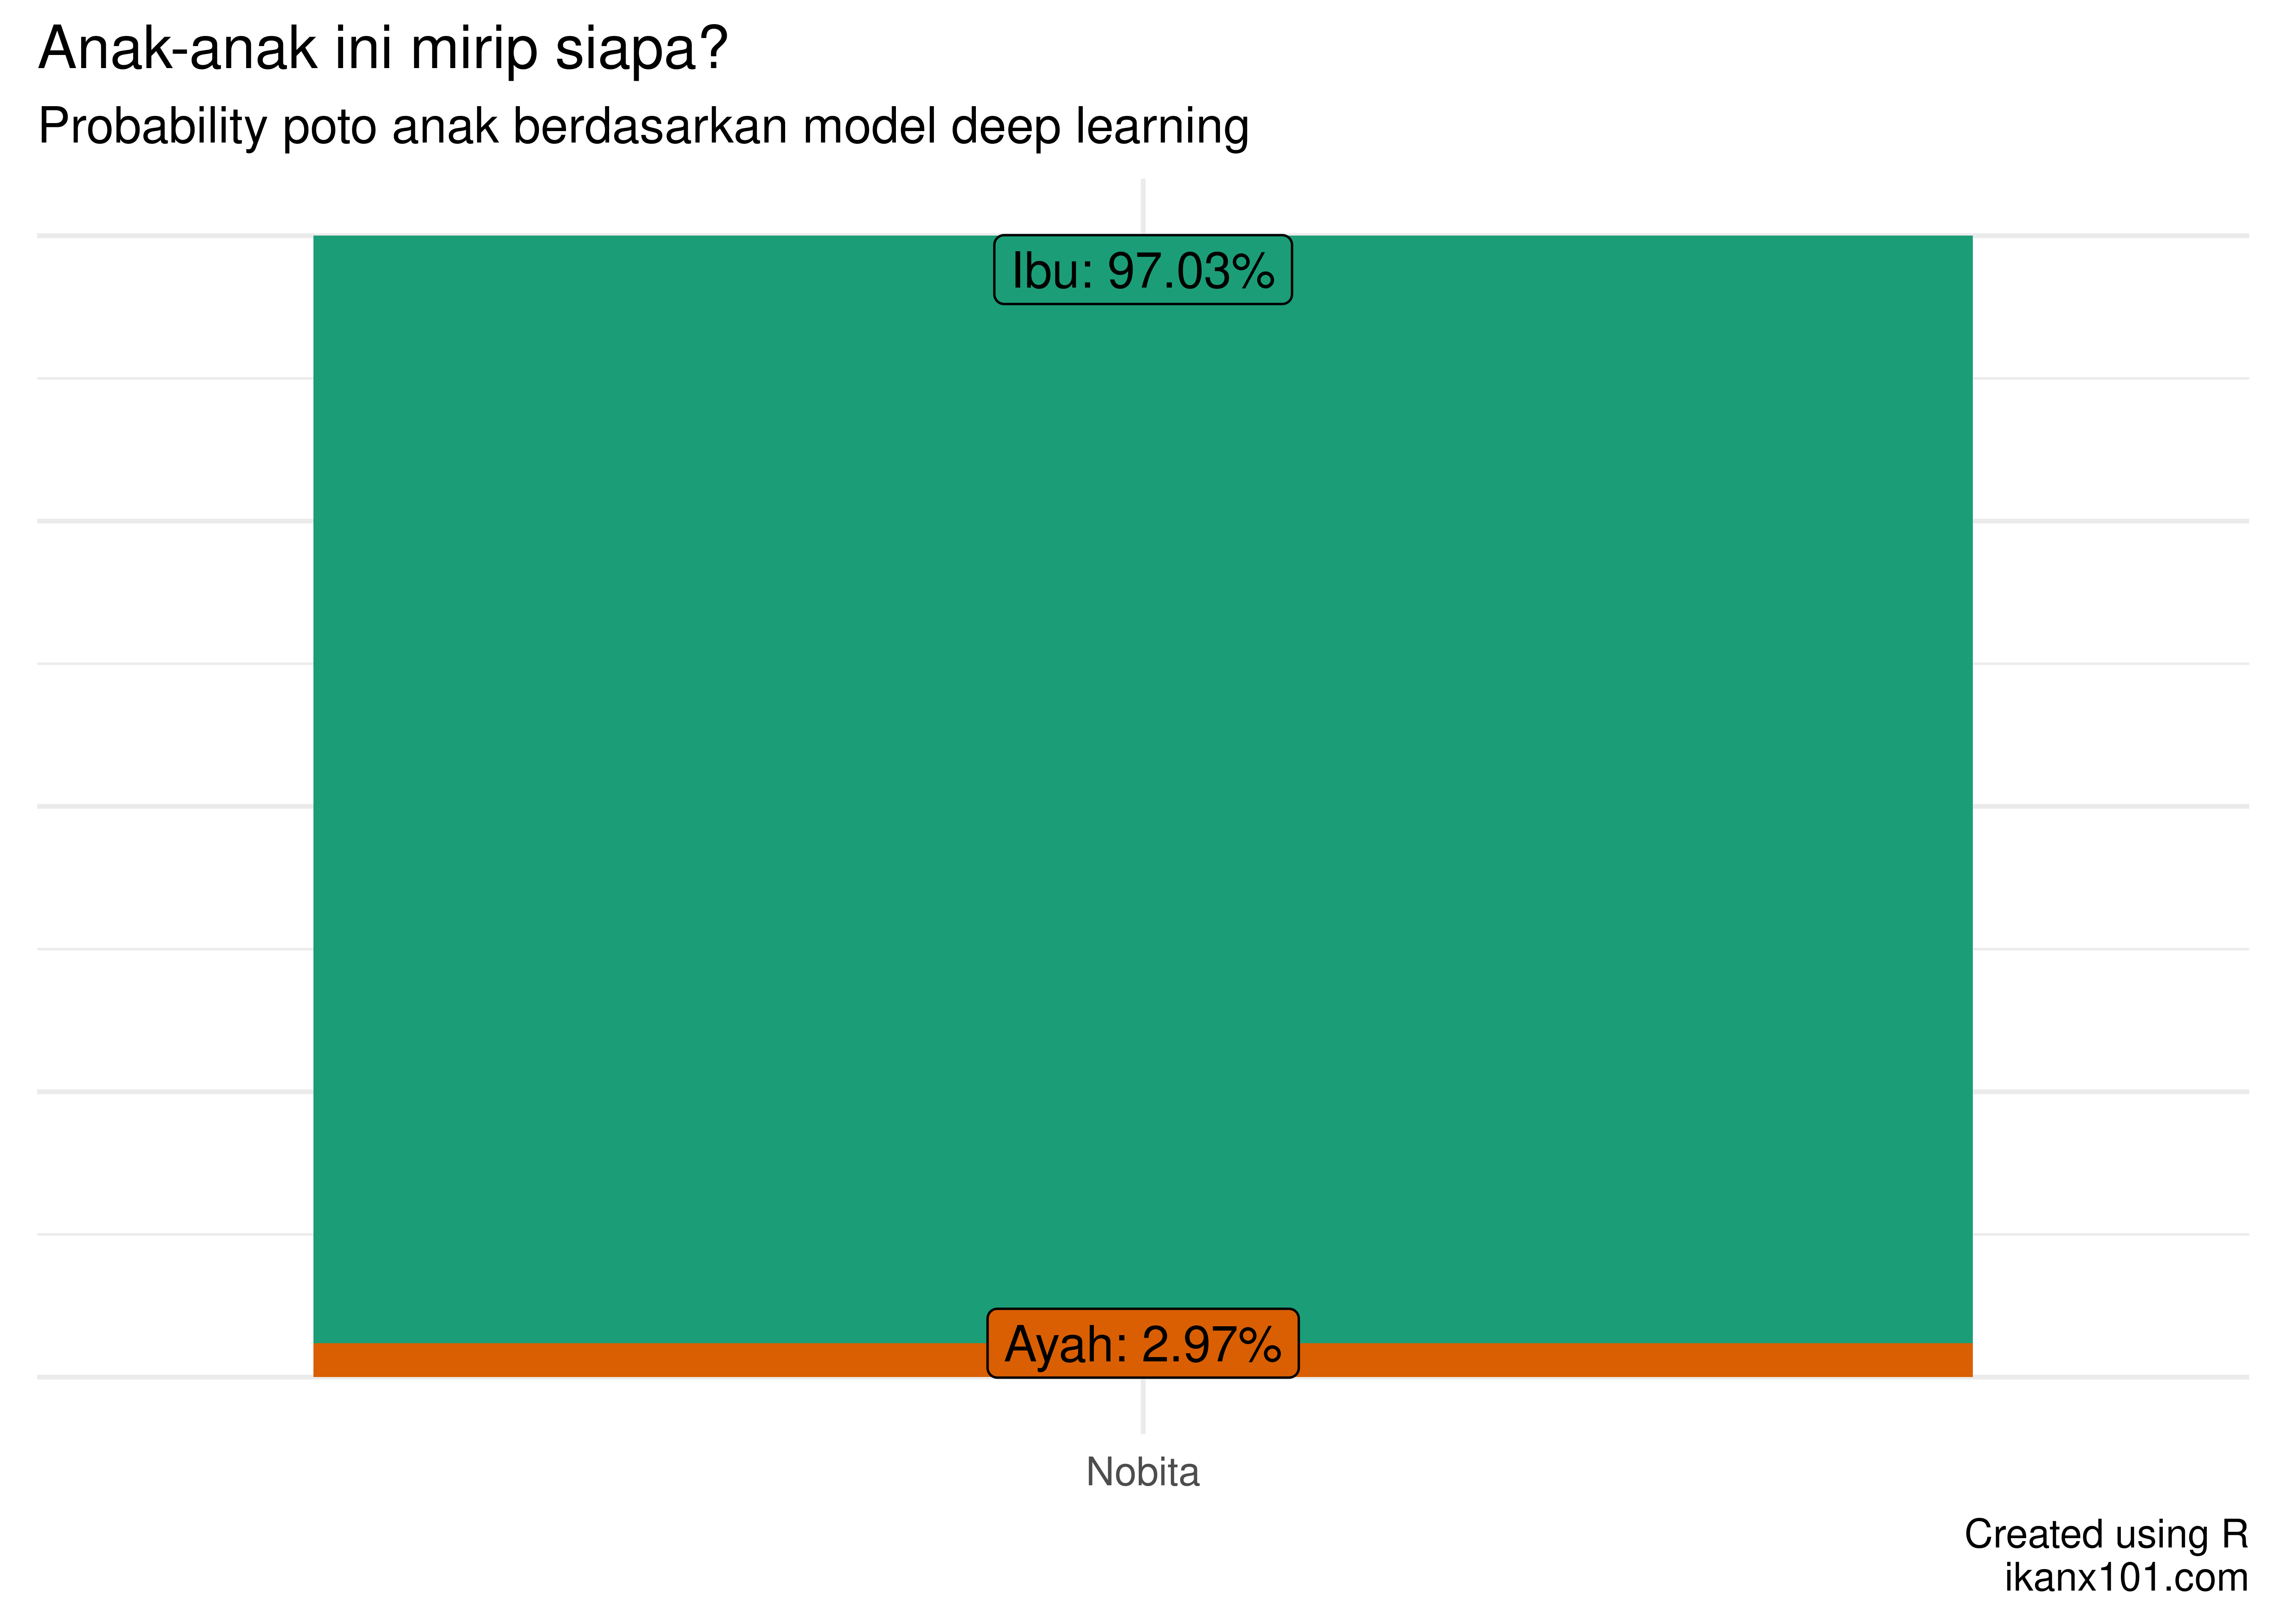 Anak-anak ini mirip siapa?
Probability poto anak berdasarkan model deep learning
Ibu: 97.03%
Ayah: 2.97%
Nobita
Created using R
ikanx101.com